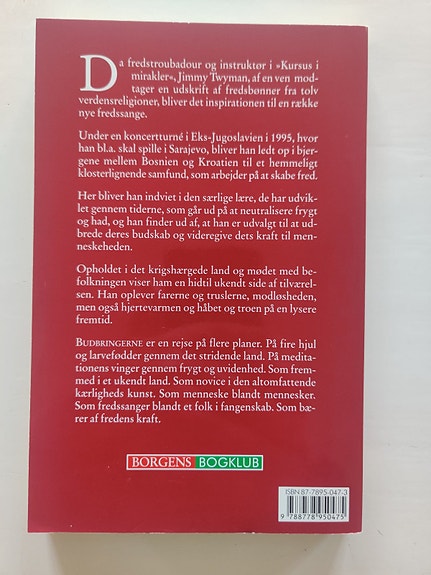 Da fredstroubadour og instruktør i »Kursus i
mirakler«, Jimmy Twyman, af en ven mod-
tager en udskrift af fredsbønner fra tolv
verdensreligioner, bliver det inspirationen til en række
nye fredssange.
Under en koncertturné i Eks-Jugoslavien i 1995, hvor
han bl.a. skal spille i Sarajevo, bliver han ledt op i bjer-
gene mellem Bosnien og Kroatien til et hemmeligt
klosterlignende samfund, som arbejder på at skabe fred.
Her bliver han indviet i den særlige lære, de har udvik-
let gennem tiderne, som går ud på at neutralisere frygt
og had, og han finder ud af, at han er udvalgt til at ud-
brede deres budskab og videregive dets kraft til men-
neskeheden.
Opholdet i det krigshærgede land og mødet med be-
folkningen viser ham en hidtil ukendt side af tilværel-
sen. Han oplever farerne og truslerne, modløsheden,
men også hjertevarmen og håbet og troen på en lysere
fremtid.
BUDBRINGERNE er en rejse på flere planer. På fire hjul
og larvefødder gennem det stridende land. På medita-
tionens vinger gennem frygt og uvidenhed. Som frem-
med i et ukendt land. Som novice i den altomfattende
kærligheds kunst. Som menneske blandt mennesker.
Som fredssanger blandt et folk i fangenskab. Som bæ-
rer af fredens kraft.
BORGENS BOGKLUB
ISBN 87-7895-047-3
9 788778 950475